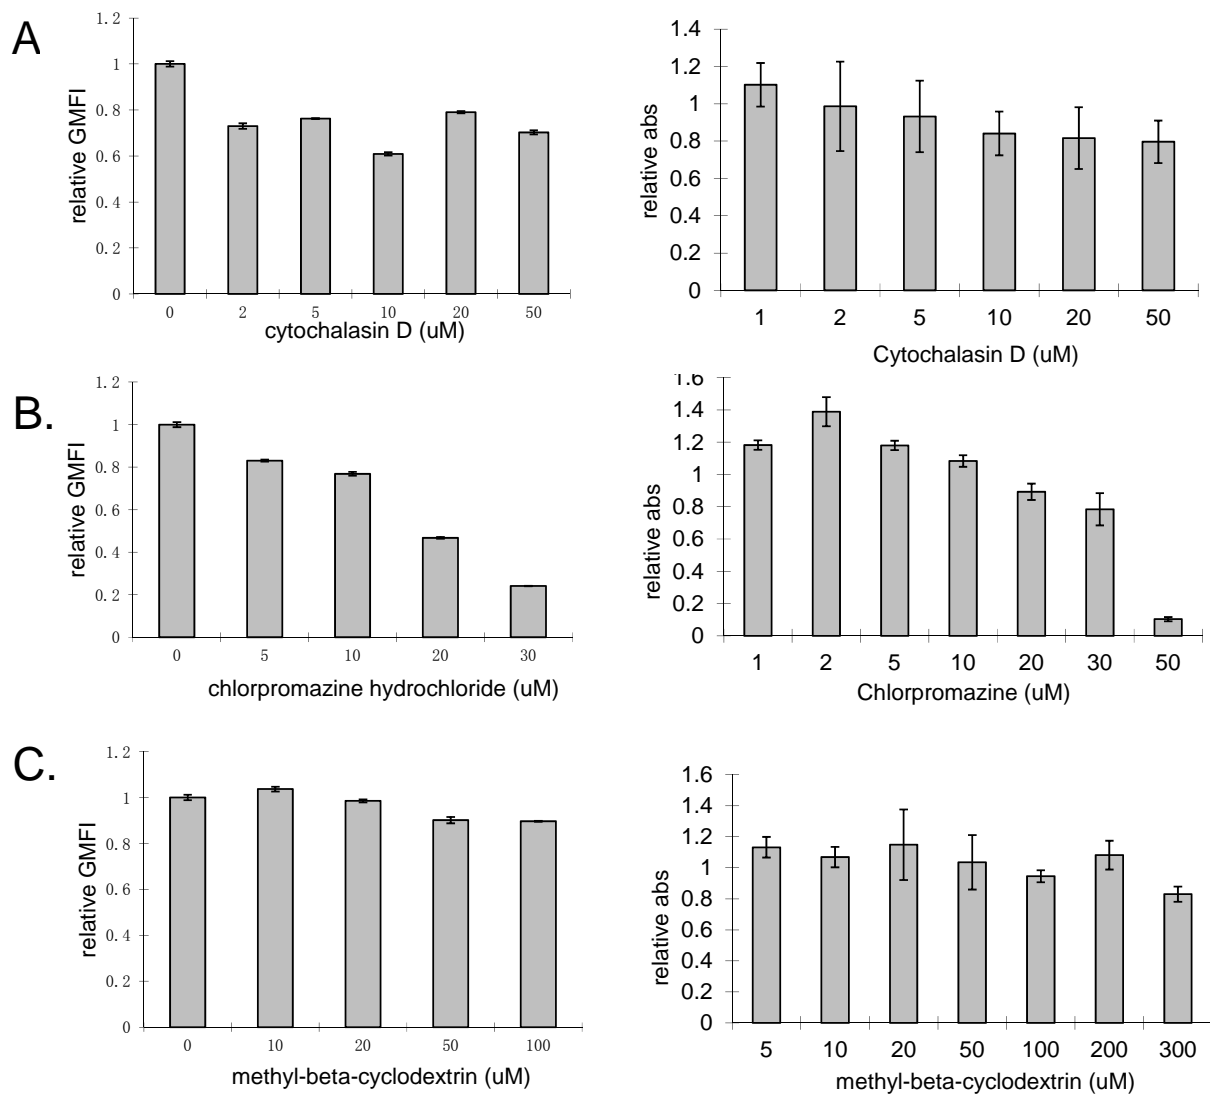 A
1.2
1
0.8
0.6
0.4
0.2
0
relative GMFI
0 2 5 10 20 50
cytochalasin D (uM)
1.4
1.2
1
0.8
0.6
0.4
0.2
0
relative abs
1 2 5 10 20 50
Cytochalasin D (uM)
B.
1.2
1
0.8
0.6
0.4
0.2
0
relative GMFI
0 5 10 20 30
chlorpromazine hydrochloride (uM)
1.6
1.4
1.2
1
0.8
0.6
0.4
0.2
0
relative abs
1 2 5 10 20 30 50
Chlorpromazine (uM)
C.
1.2
1
0.8
0.6
0.4
0.2
0
relative GMFI
0 10 20 50 100
methyl-beta-cyclodextrin (uM)
1.6
1.4
1.2
1
0.8
0.6
0.4
0.2
0
relative abs
5 10 20 50 100 200 300
methyl-beta-cyclodextrin (uM)